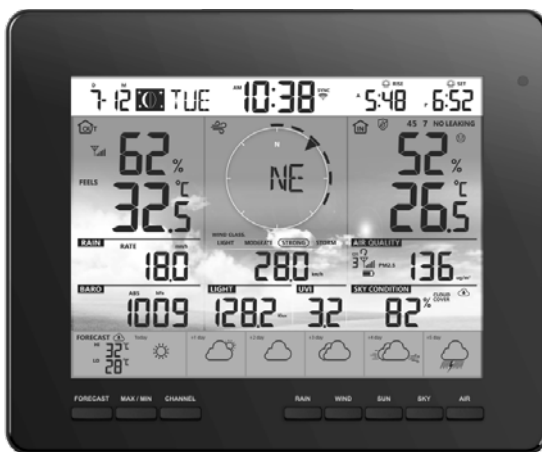 D M
7-12 TUE AM 10:38 SYNC RISE A 5:48 SET P 6:52
OUT 62 %
FEELS 32.5 °C
N
NE
IN 45 7 NO LEAKING
52 %
26.5 °C
WIND CLASS
LIGHT MODERATE STRONG STORM
RAIN RATE mm/h
18.0
28.0 km/h
AIR QUALITY
3 PM2.5 136 ug/m³
BARO ABS hPa
1009
LIGHT UVI
128.2 Klux 3.2
SKY CONDITION
82 % CLOUD COVER
FORECAST Today +1 day +2 day +3 day +4 day +5 day
HI 32 °C
LO 28 °C
FORECAST MAX / MIN CHANNEL RAIN WIND SUN SKY AIR